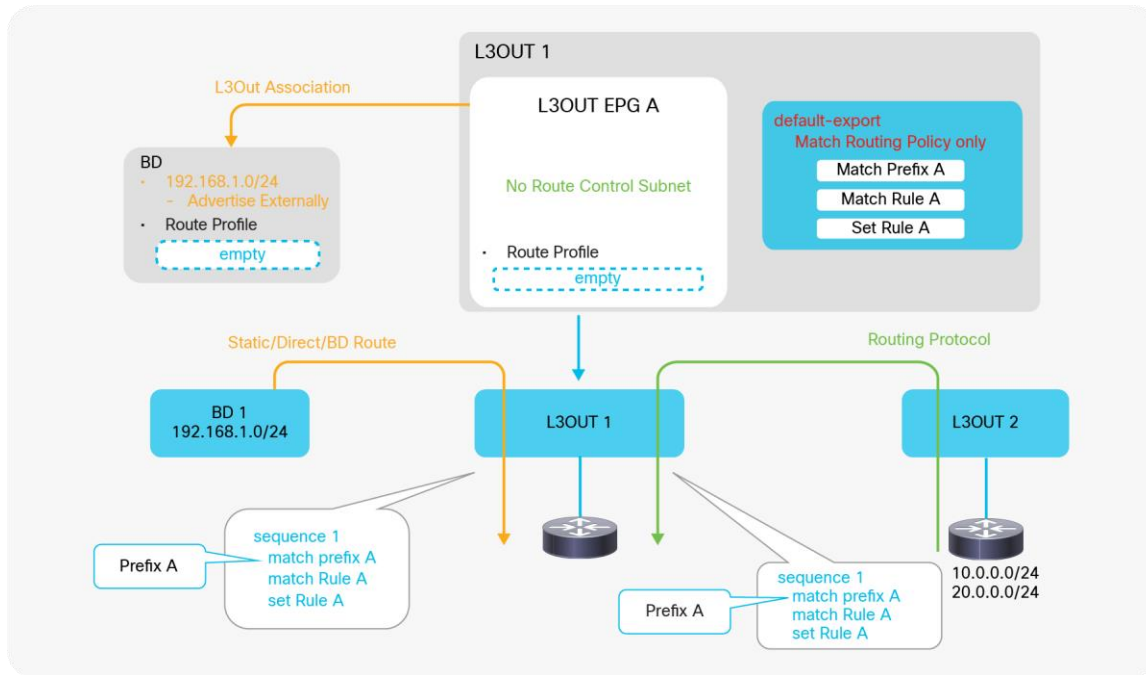 L3OUT 1
L3Out Association
L3OUT EPG A
default-export
Match Routing Policy only
Match Prefix A
Match Rule A
Set Rule A
BD
· 192.168.1.0/24
- Advertise Externally
· Route Profile
empty
No Route Control Subnet
· Route Profile
empty
Static/Direct/BD Route
Routing Protocol
BD 1
192.168.1.0/24
L3OUT 1
L3OUT 2
Prefix A
sequence 1
match prefix A
match Rule A
set Rule A
Prefix A
sequence 1
match prefix A
match Rule A
set Rule A
10.0.0.0/24
20.0.0.0/24